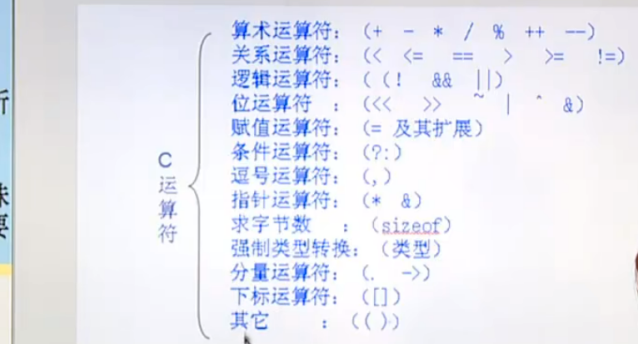 算术运算符：（+ - * / % ++ --）
关系运算符：（< <= == > >= !=）
逻辑运算符：（(! && ||）
位运算符 ：（<< >> ~ | ^ &）
赋值运算符：（= 及其扩展）
条件运算符：（?:）
逗号运算符：（,）
C运算符
指针运算符：（* &）
求字节数 ：（sizeof）
强制类型转换：（类型）
分量运算符：（. ->）
下标运算符：（[]）
其它 ：（()）